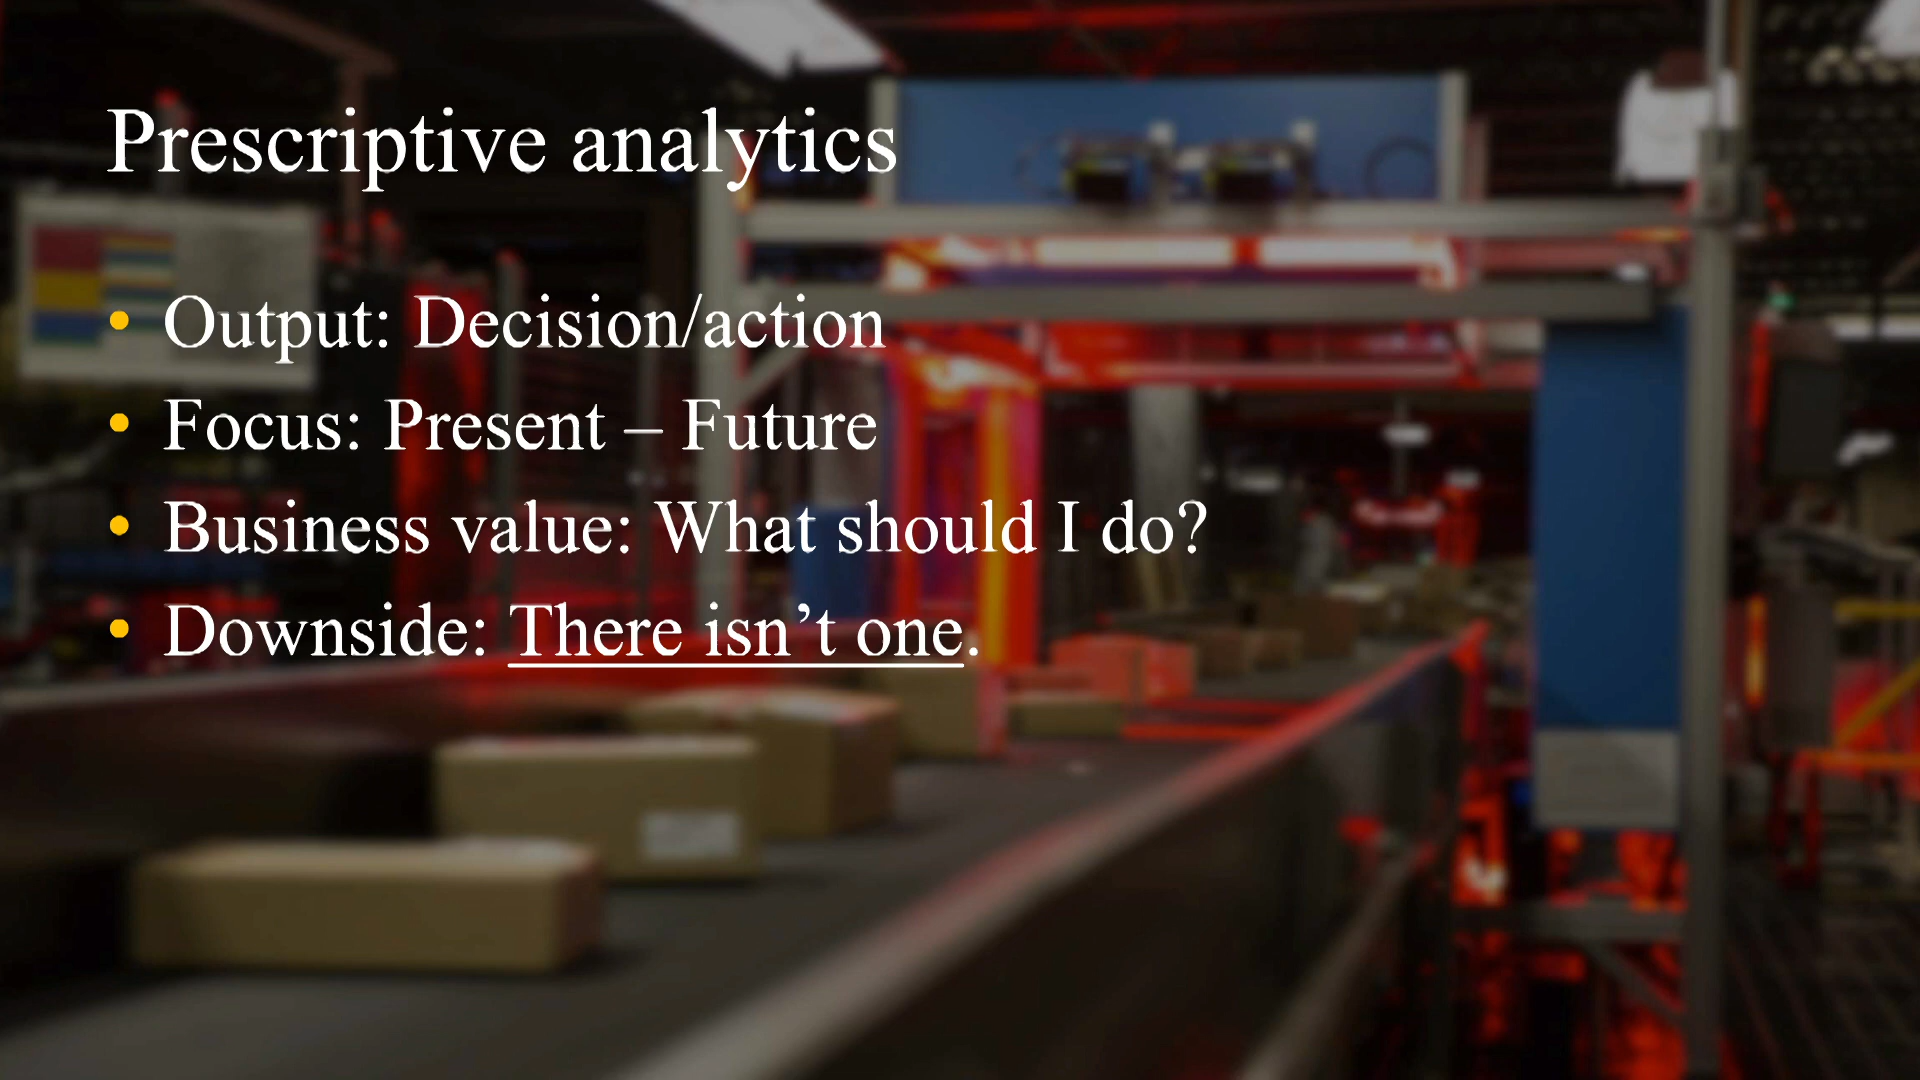 Prescriptive analytics
• Output: Decision/action
• Focus: Present – Future
• Business value: What should I do?
• Downside: There isn’t one.